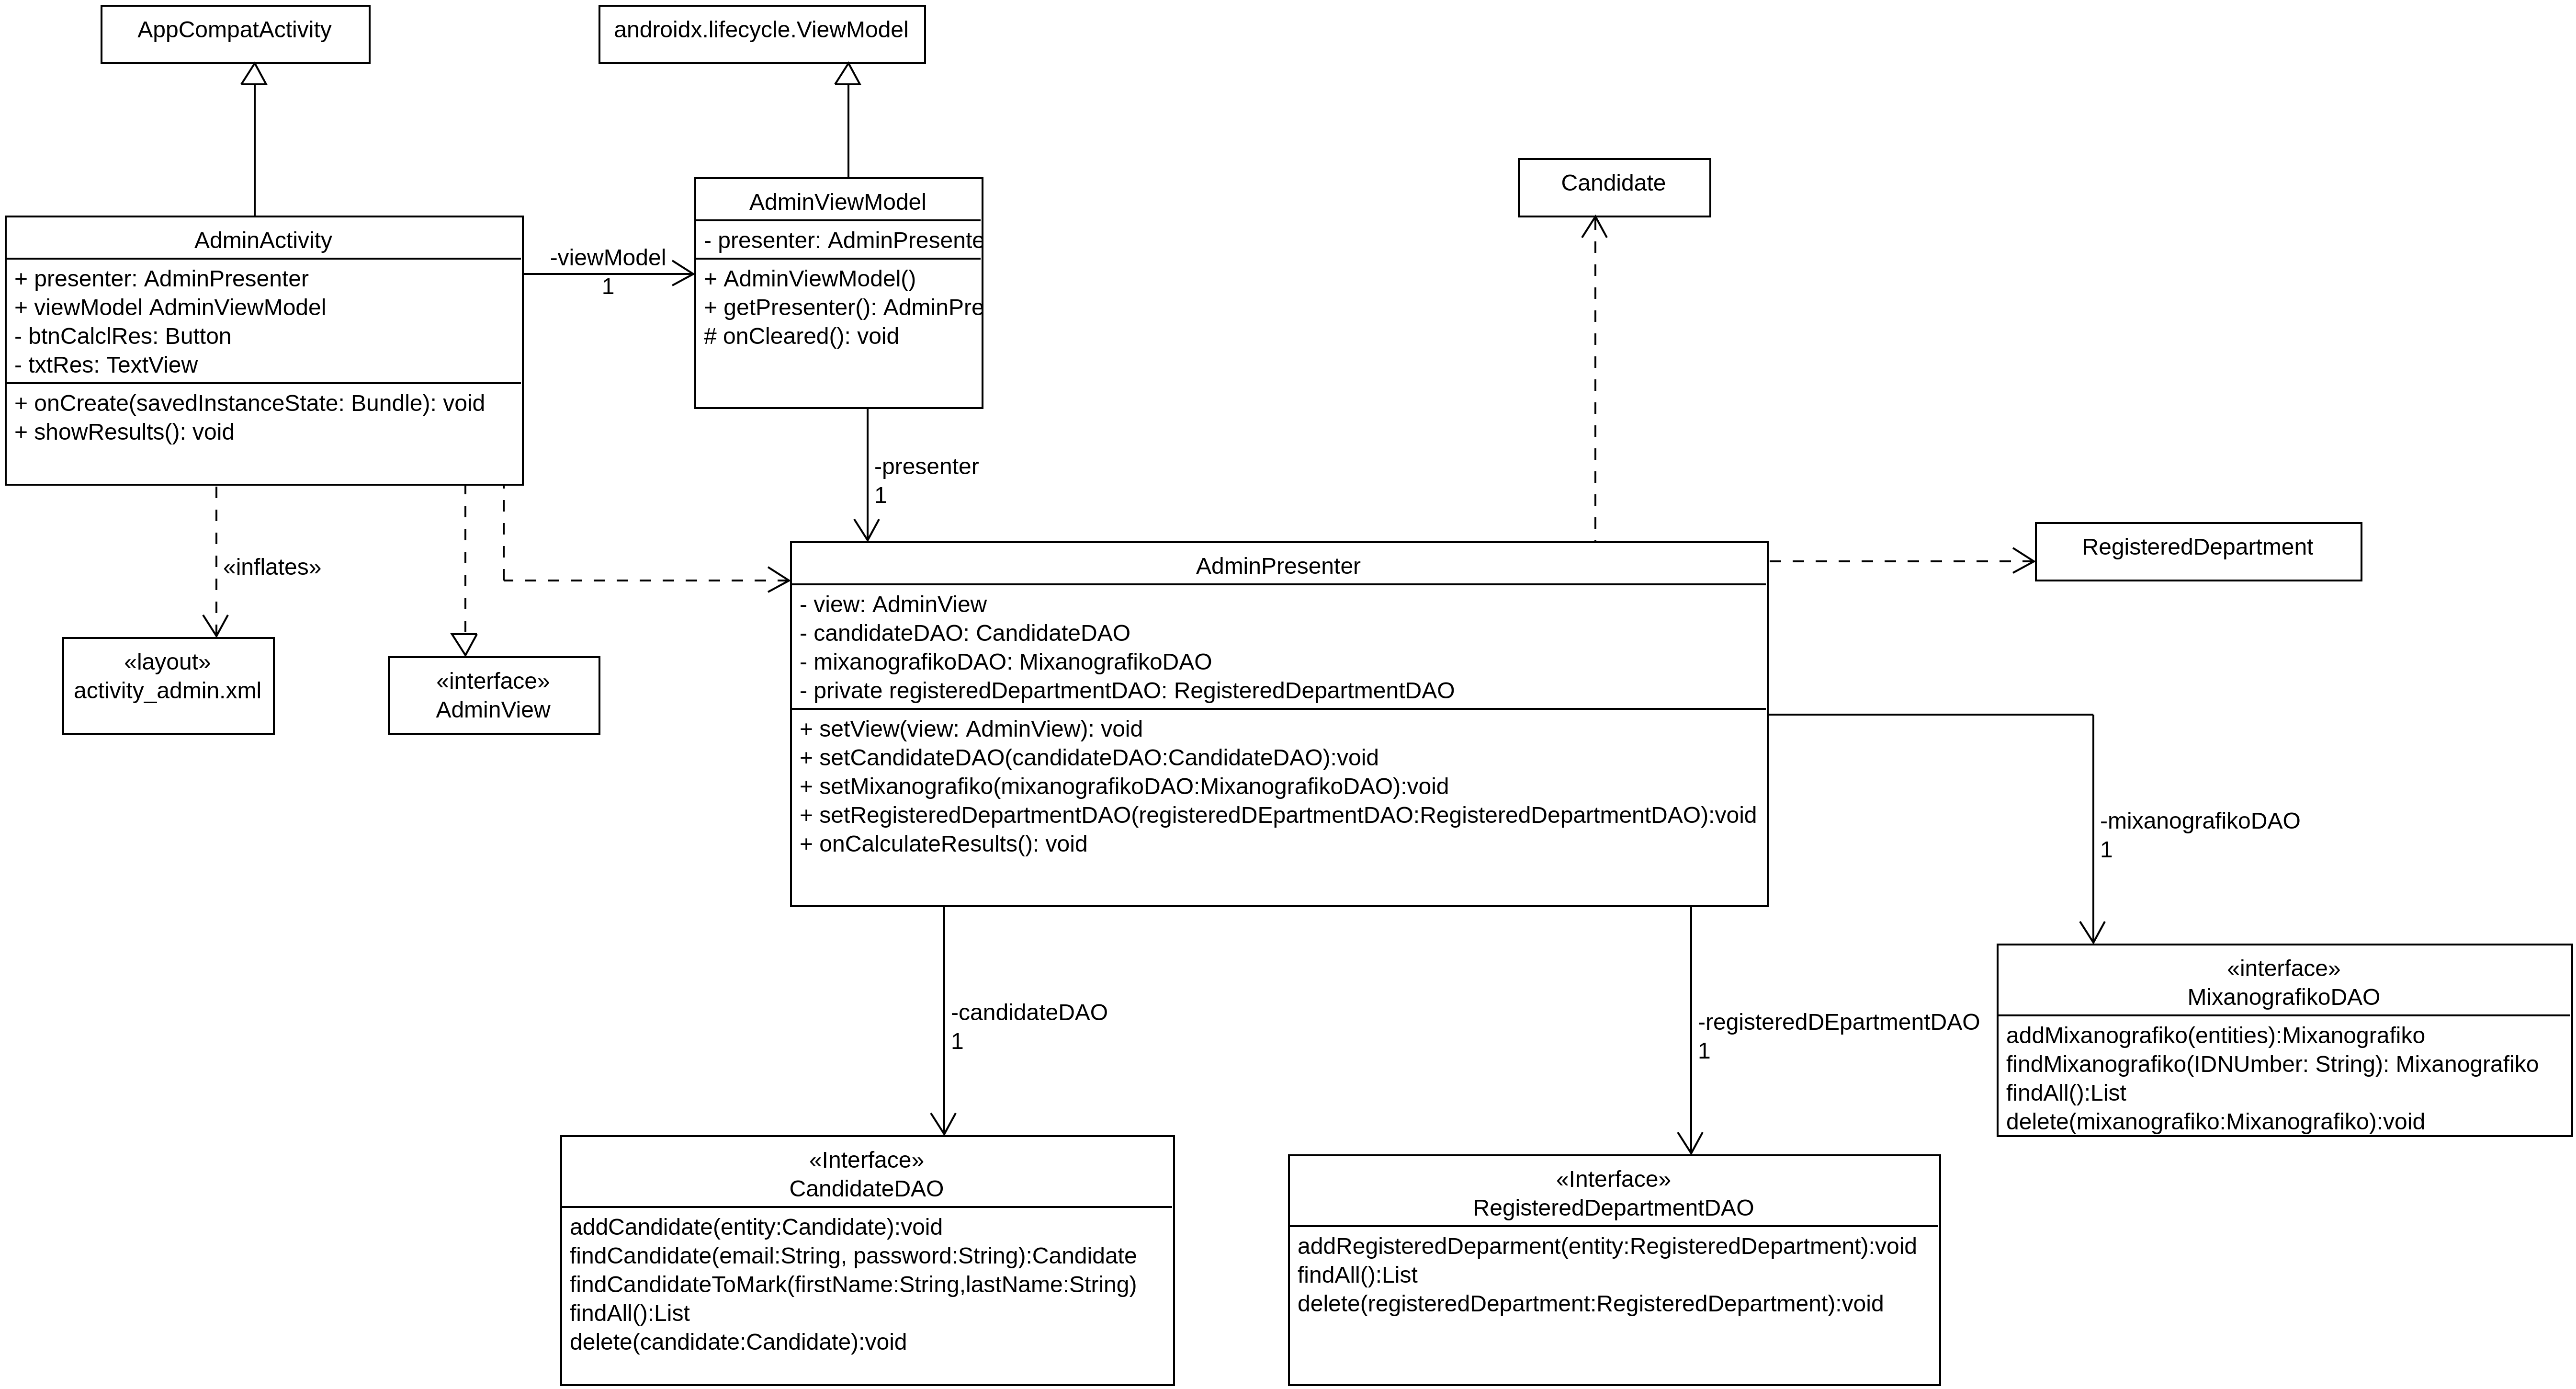 AppCompatActivity
androidx.lifecycle.ViewModel
Candidate
AdminActivity
+ presenter: AdminPresenter
+ viewModel AdminViewModel
- btnCalclRes: Button
- txtRes: TextView
+ onCreate(savedInstanceState: Bundle): void
+ showResults(): void
-viewModel
1
AdminViewModel
- presenter: AdminPresente
+ AdminViewModel()
+ getPresenter(): AdminPre
# onCleared(): void
-presenter
1
«inflates»
«layout»
activity_admin.xml
«interface»
AdminView
AdminPresenter
- view: AdminView
- candidateDAO: CandidateDAO
- mixanografikoDAO: MixanografikoDAO
- private registeredDepartmentDAO: RegisteredDepartmentDAO
+ setView(view: AdminView): void
+ setCandidateDAO(candidateDAO:CandidateDAO):void
+ setMixanografiko(mixanografikoDAO:MixanografikoDAO):void
+ setRegisteredDepartmentDAO(registeredDEpartmentDAO:RegisteredDepartmentDAO):void
+ onCalculateResults(): void
RegisteredDepartment
-mixanografikoDAO
1
-candidateDAO
1
-registeredDEpartmentDAO
1
«interface»
MixanografikoDAO
addMixanografiko(entities):Mixanografiko
findMixanografiko(IDNUmber: String): Mixanografiko
findAll():List
delete(mixanografiko:Mixanografiko):void
«Interface»
CandidateDAO
addCandidate(entity:Candidate):void
findCandidate(email:String, password:String):Candidate
findCandidateToMark(firstName:String,lastName:String)
findAll():List
delete(candidate:Candidate):void
«Interface»
RegisteredDepartmentDAO
addRegisteredDeparment(entity:RegisteredDepartment):void
findAll():List
delete(registeredDepartment:RegisteredDepartment):void